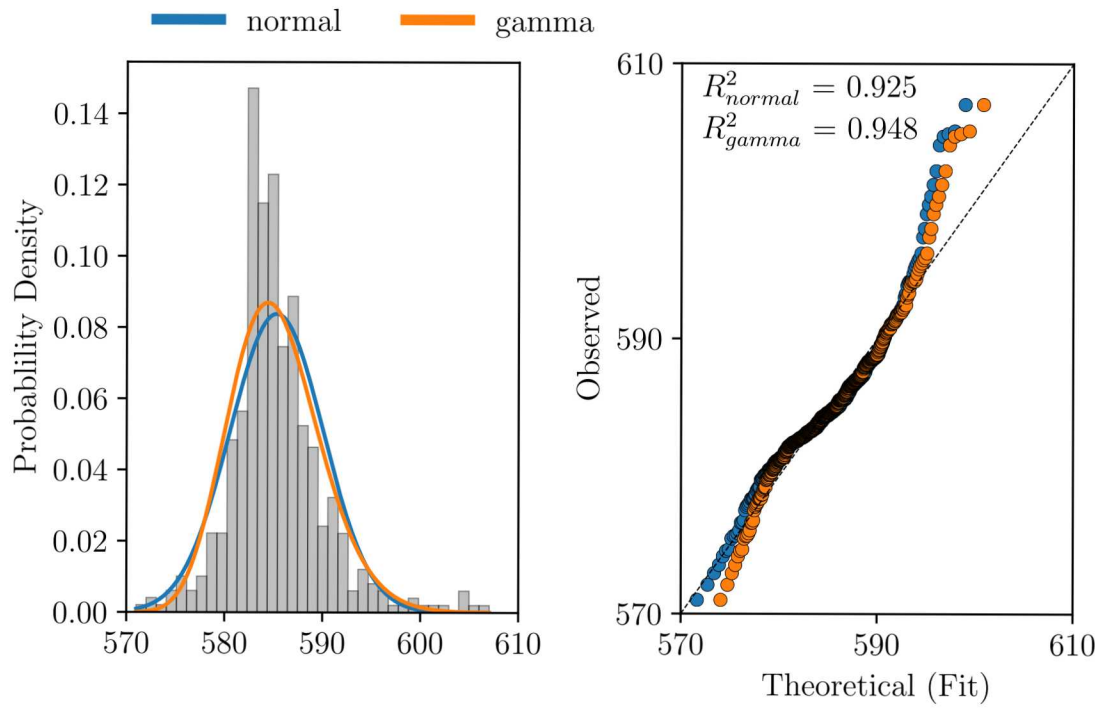 normal gamma
0.14
0.12
0.10
0.08
0.06
0.04
0.02
0.00
570 580 590 600 610
Probablility Density
R²normal = 0.925
R²gamma = 0.948
610
590
570
570 590 610
Observed
Theoretical (Fit)